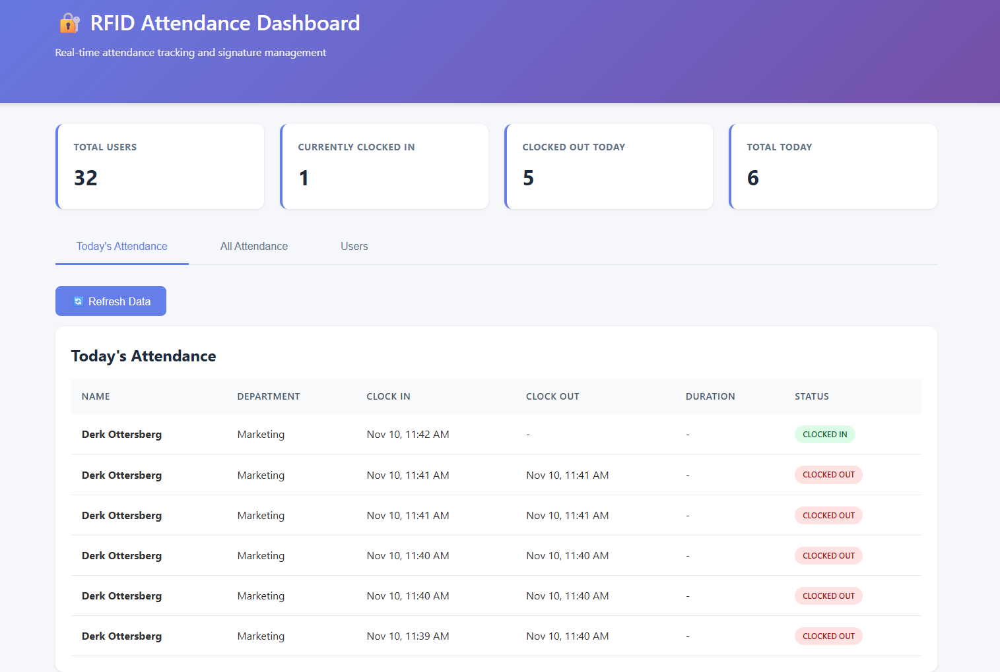 RFID Attendance Dashboard
Real-time attendance tracking and signature management
TOTAL USERS
32
CURRENTLY CLOCKED IN
1
CLOCKED OUT TODAY
5
TOTAL TODAY
6
Today's Attendance All Attendance Users
Refresh Data
Today's Attendance
NAME DEPARTMENT CLOCK IN CLOCK OUT DURATION STATUS
Derk Ottersberg Marketing Nov 10, 11:42 AM - - CLOCKED IN
Derk Ottersberg Marketing Nov 10, 11:41 AM Nov 10, 11:41 AM - CLOCKED OUT
Derk Ottersberg Marketing Nov 10, 11:41 AM Nov 10, 11:41 AM - CLOCKED OUT
Derk Ottersberg Marketing Nov 10, 11:40 AM Nov 10, 11:40 AM - CLOCKED OUT
Derk Ottersberg Marketing Nov 10, 11:40 AM Nov 10, 11:40 AM - CLOCKED OUT
Derk Ottersberg Marketing Nov 10, 11:39 AM Nov 10, 11:40 AM - CLOCKED OUT